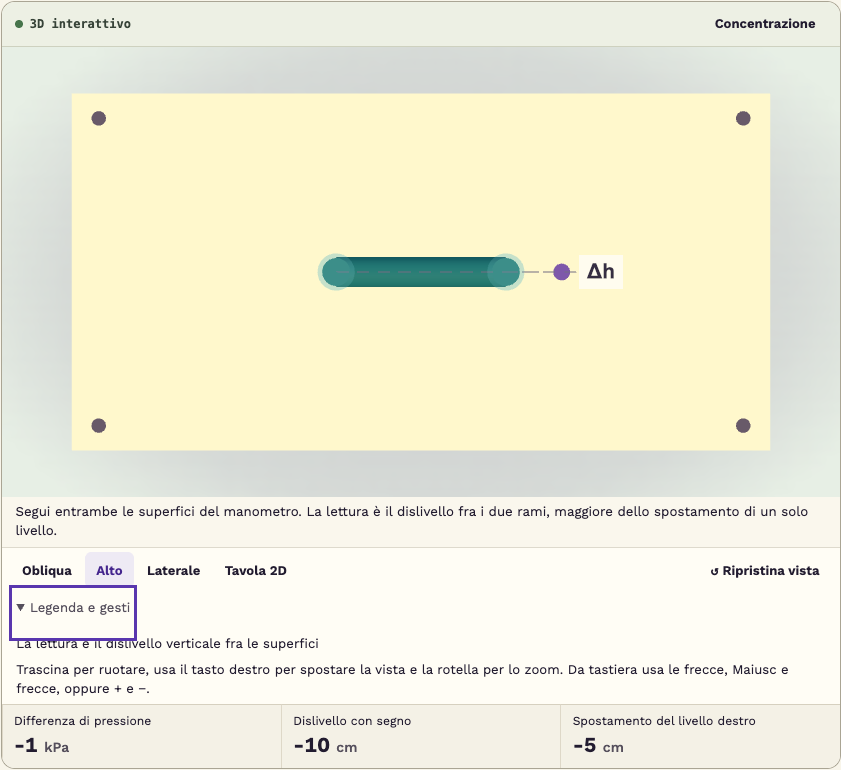 3D interattivo
Concentrazione
Δh
Segui entrambe le superfici del manometro. La lettura è il dislivello fra i due rami, maggiore dello spostamento di un solo
livello.
Obliqua
Alto
Laterale
Tavola 2D
↺ Ripristina vista
▼ Legenda e gesti
La lettura è il dislivello verticale fra le superfici
Trascina per ruotare, usa il tasto destro per spostare la vista e la rotella per lo zoom. Da tastiera usa le frecce, Maiusc e
frecce, oppure + e −.
Differenza di pressione
-1 kPa
Dislivello con segno
-10 cm
Spostamento del livello destro
-5 cm